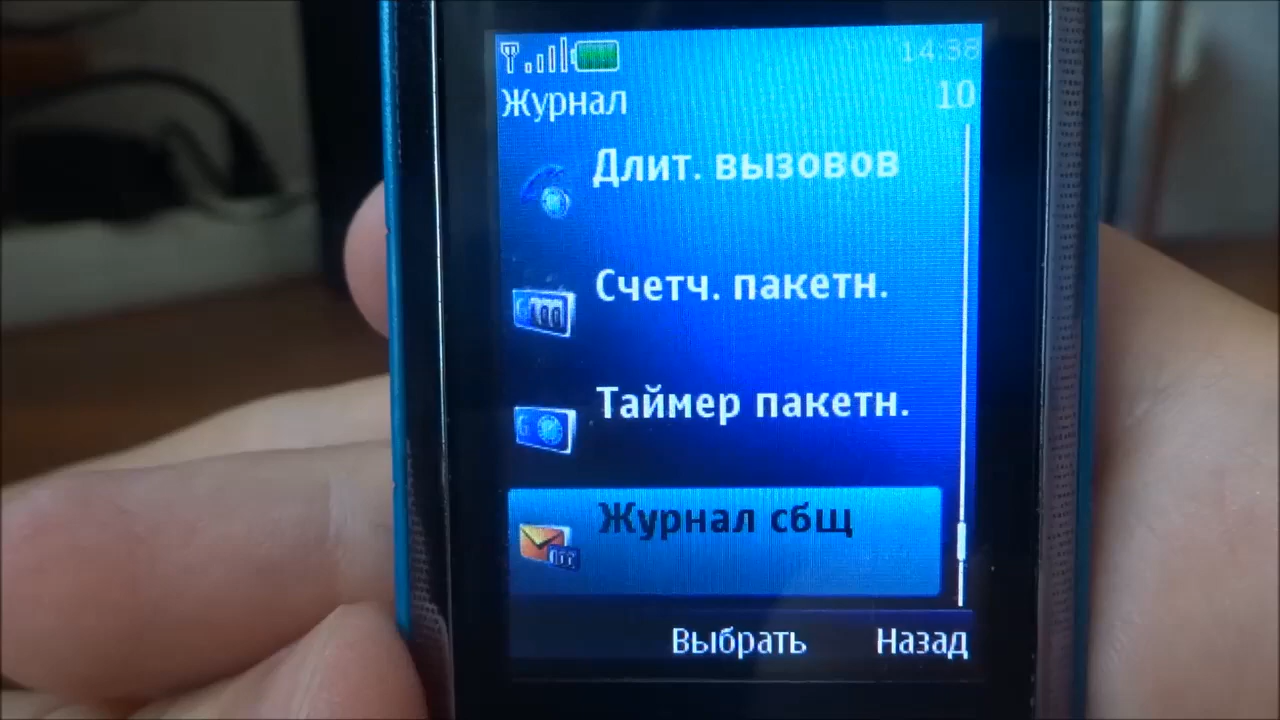 14:38
Журнал 10
Длит. вызовов
Счетч. пакетн.
Таймер пакетн.
Журнал сбщ
Выбрать Назад